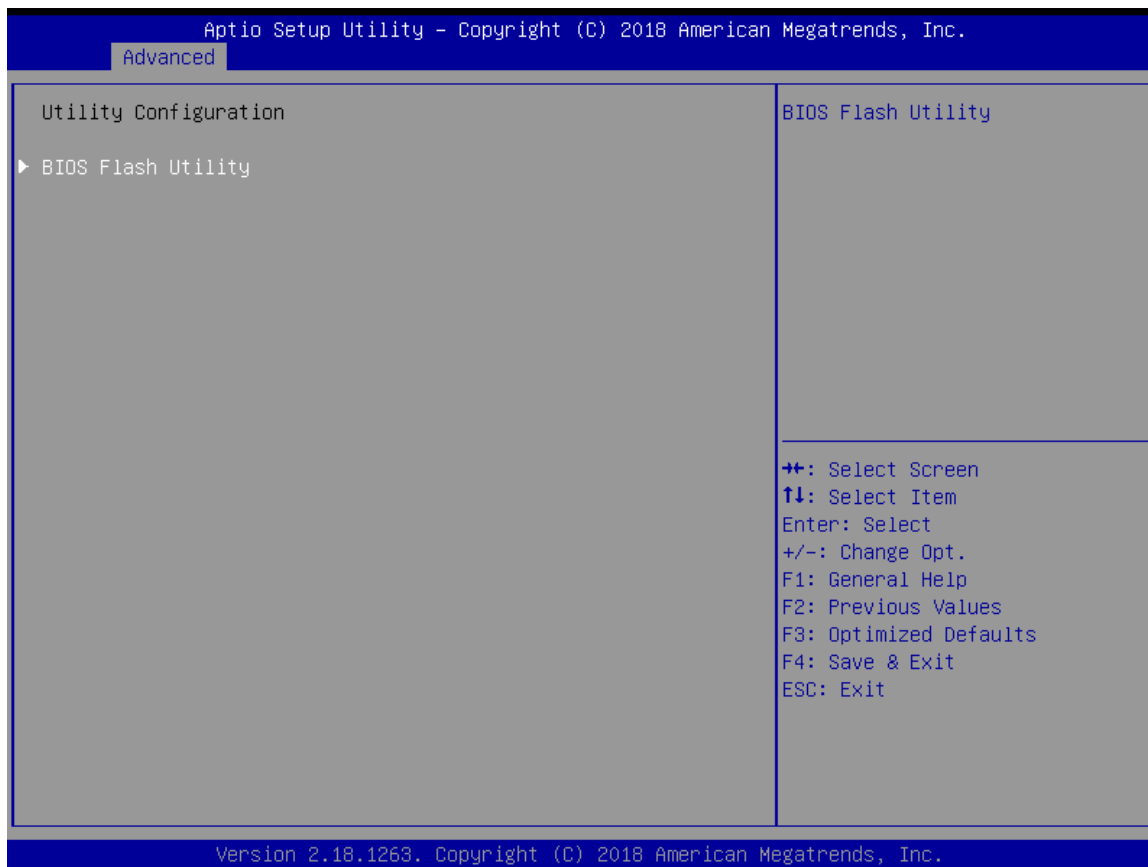 Aptio Setup Utility – Copyright (C) 2018 American Megatrends, Inc.
Advanced
Utility Configuration
▶ BIOS Flash Utility
BIOS Flash Utility
→←: Select Screen
↑↓: Select Item
Enter: Select
+/-: Change Opt.
F1: General Help
F2: Previous Values
F3: Optimized Defaults
F4: Save & Exit
ESC: Exit
Version 2.18.1263. Copyright (C) 2018 American Megatrends, Inc.